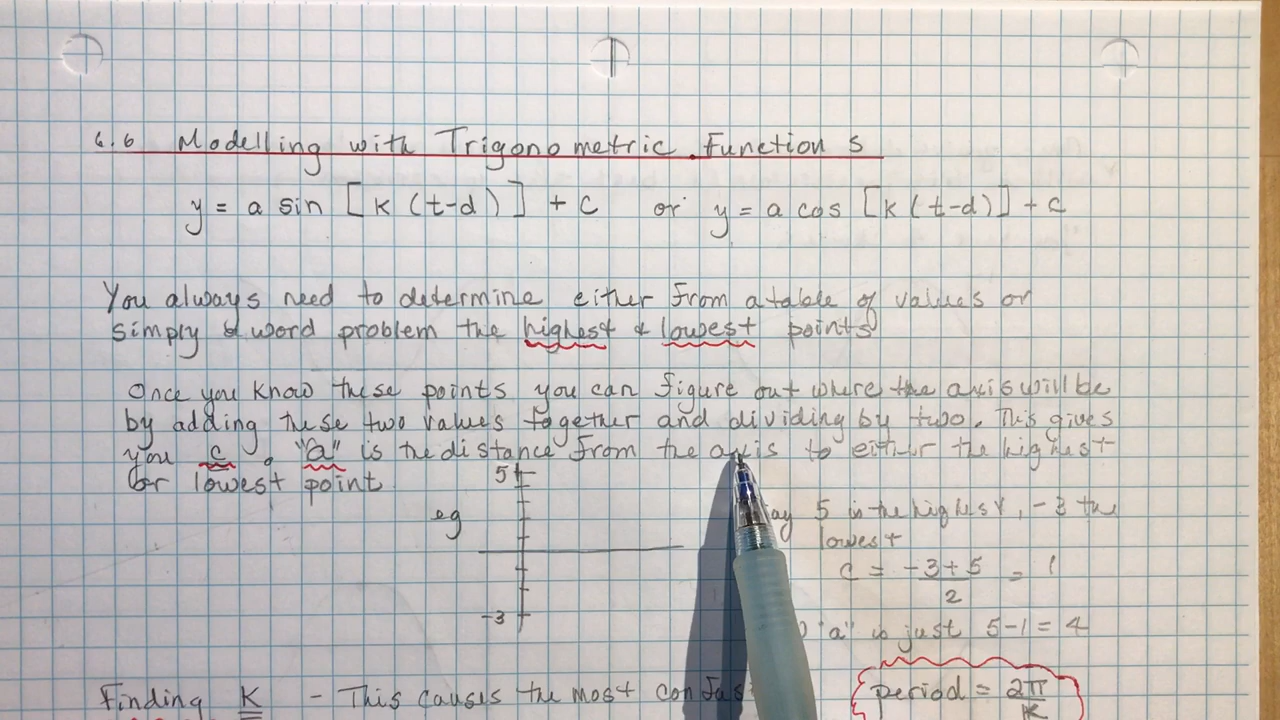 6.6 Modelling with Trigonometric Functions
y = a sin [K (t-d)] + c or y = a cos [K (t-d)] + c
You always need to determine either from a table of values or
simply a word problem the highest & lowest points
Once you know these points you can figure out where the axis will be
by adding these two values together and dividing by two. This gives
you c. "a" is the distance from the axis to either the highest
or lowest point
5
eg
-3
say 5 is the highest, -3 the
lowest
c = -3+5 / 2 = 1
"a" is just 5-1 = 4
Finding K - This causes the most
period = 2π / K